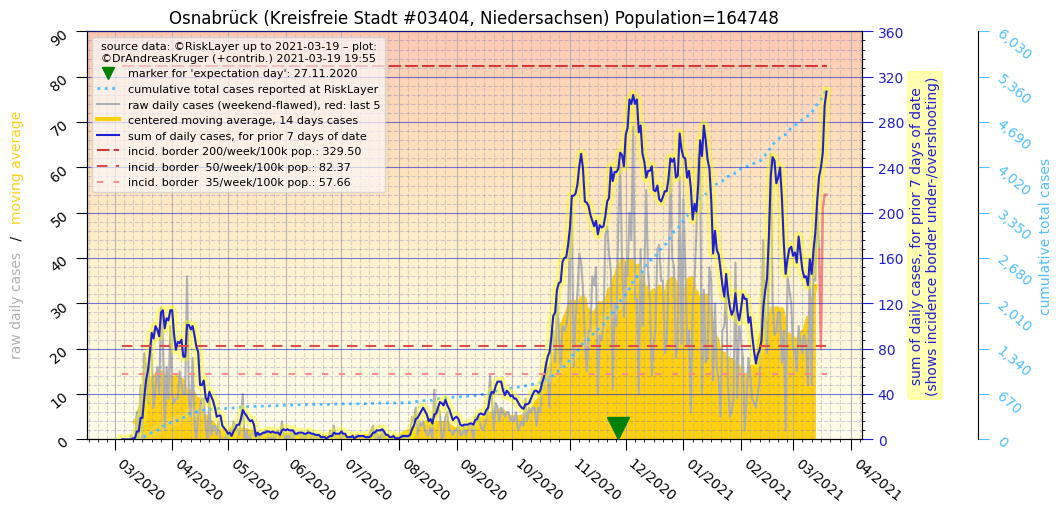 Osnabrück (Kreisfreie Stadt #03404, Niedersachsen) Population=164748
source data: ©RiskLayer up to 2021-03-19 – plot:
©DrAndreasKruger (+contrib.) 2021-03-19 19:55
marker for 'expectation day': 27.11.2020
cumulative total cases reported at RiskLayer
raw daily cases (weekend-flawed), red: last 5
centered moving average, 14 days cases
sum of daily cases, for prior 7 days of date
incid. border 200/week/100k pop.: 329.50
incid. border 50/week/100k pop.: 82.37
incid. border 35/week/100k pop.: 57.66
raw daily cases / moving average
90
80
70
60
50
40
30
20
10
0
03/2020
04/2020
05/2020
06/2020
07/2020
08/2020
09/2020
10/2020
11/2020
12/2020
01/2021
02/2021
03/2021
04/2021
360
320
280
240
200
160
120
80
40
0
sum of daily cases, for prior 7 days of date
(shows incidence border under-/overshooting)
6,030
5,360
4,690
4,020
3,350
2,680
2,010
1,340
670
0
cumulative total cases